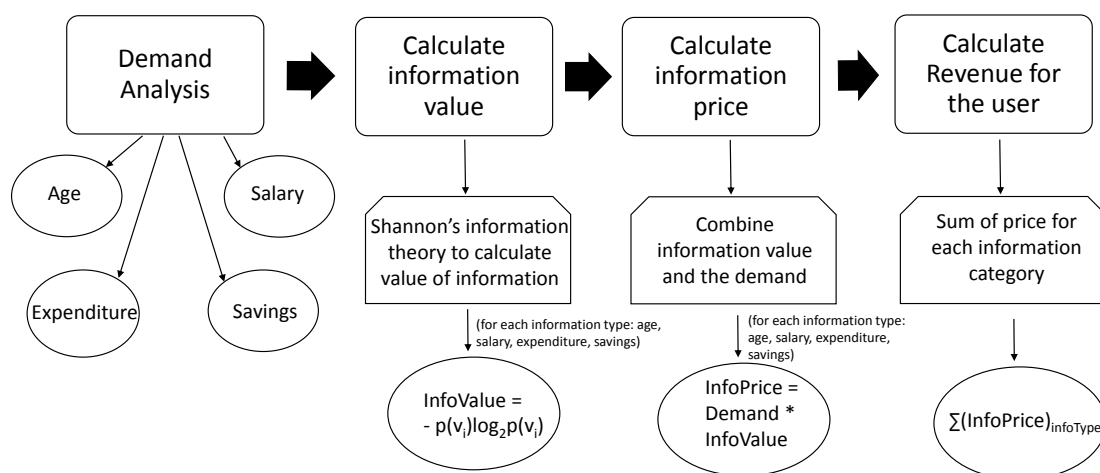 Demand
Analysis
Calculate
information
value
Calculate
information
price
Calculate
Revenue for
the user
Age
Salary
Expenditure
Savings
Shannon's information
theory to calculate
value of information
Combine
information value
and the demand
Sum of price for
each information
category
(for each information type: age,
salary, expenditure, savings)
(for each information type:
age, salary, expenditure,
savings)
InfoValue =
- p(vᵢ)log₂p(vᵢ)
InfoPrice =
Demand *
InfoValue
∑(InfoPrice)infoType